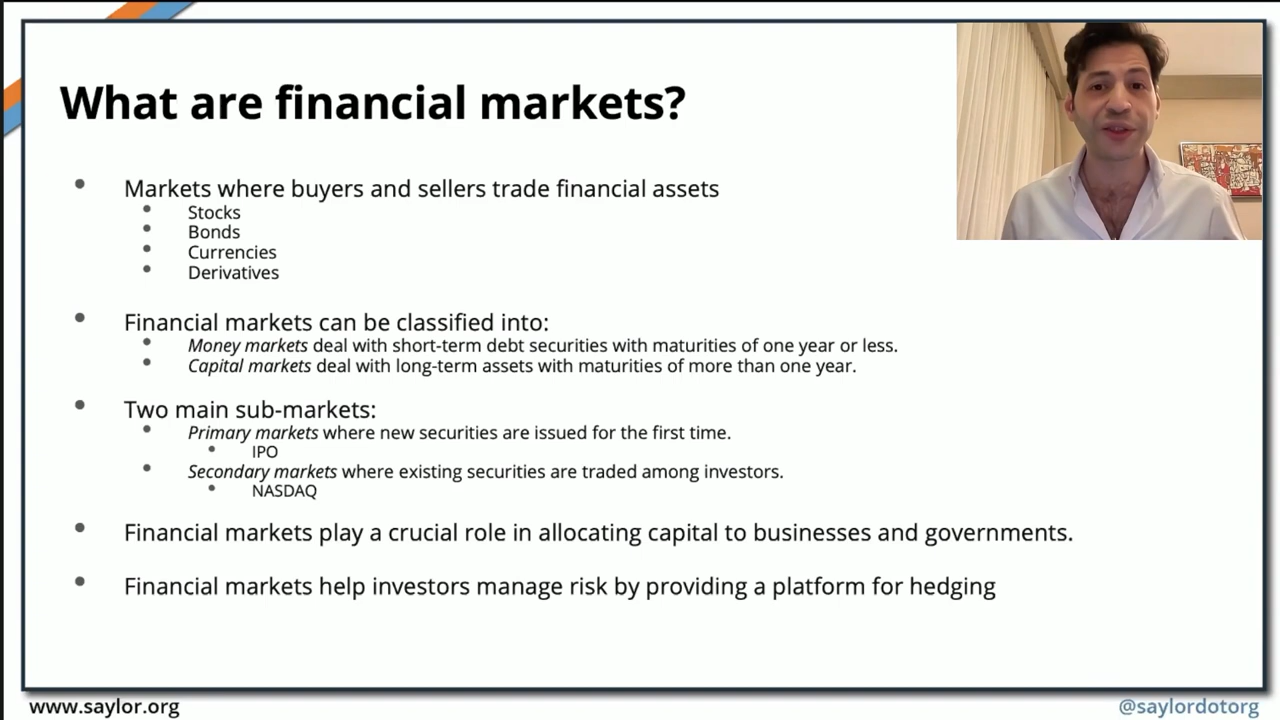 What are financial markets?
Markets where buyers and sellers trade financial assets
Stocks
Bonds
Currencies
Derivatives
Financial markets can be classified into:
Money markets deal with short-term debt securities with maturities of one year or less.
Capital markets deal with long-term assets with maturities of more than one year.
Two main sub-markets:
Primary markets where new securities are issued for the first time.
IPO
Secondary markets where existing securities are traded among investors.
NASDAQ
Financial markets play a crucial role in allocating capital to businesses and governments.
Financial markets help investors manage risk by providing a platform for hedging
www.saylor.org
@saylordotorg